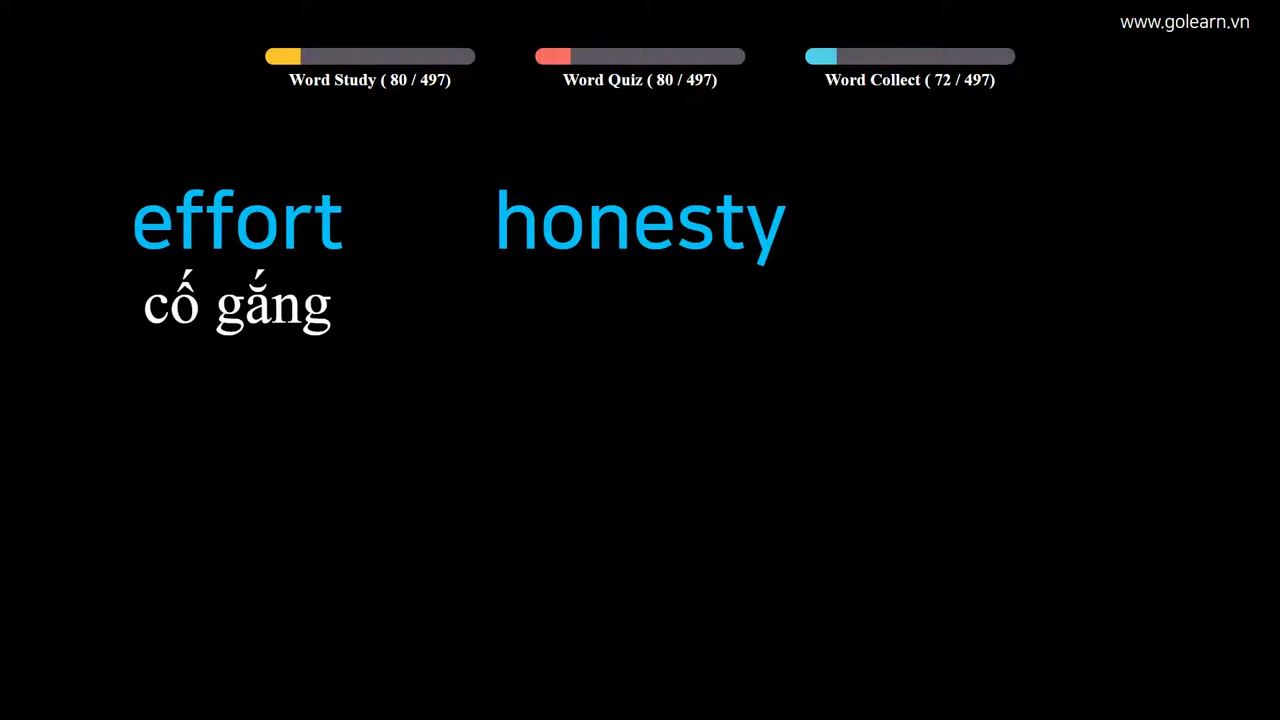 www.golearn.vn
Word Study ( 80 / 497)
Word Quiz ( 80 / 497)
Word Collect ( 72 / 497)
effort
honesty
cố gắng